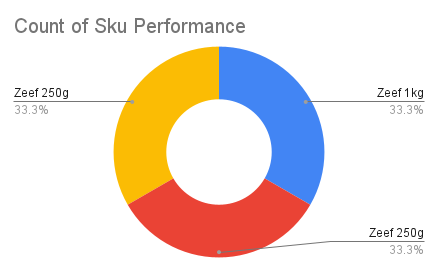 Count of Sku Performance
Zeef 250g
33.3%
Zeef 1kg
33.3%
Zeef 250g
33.3%